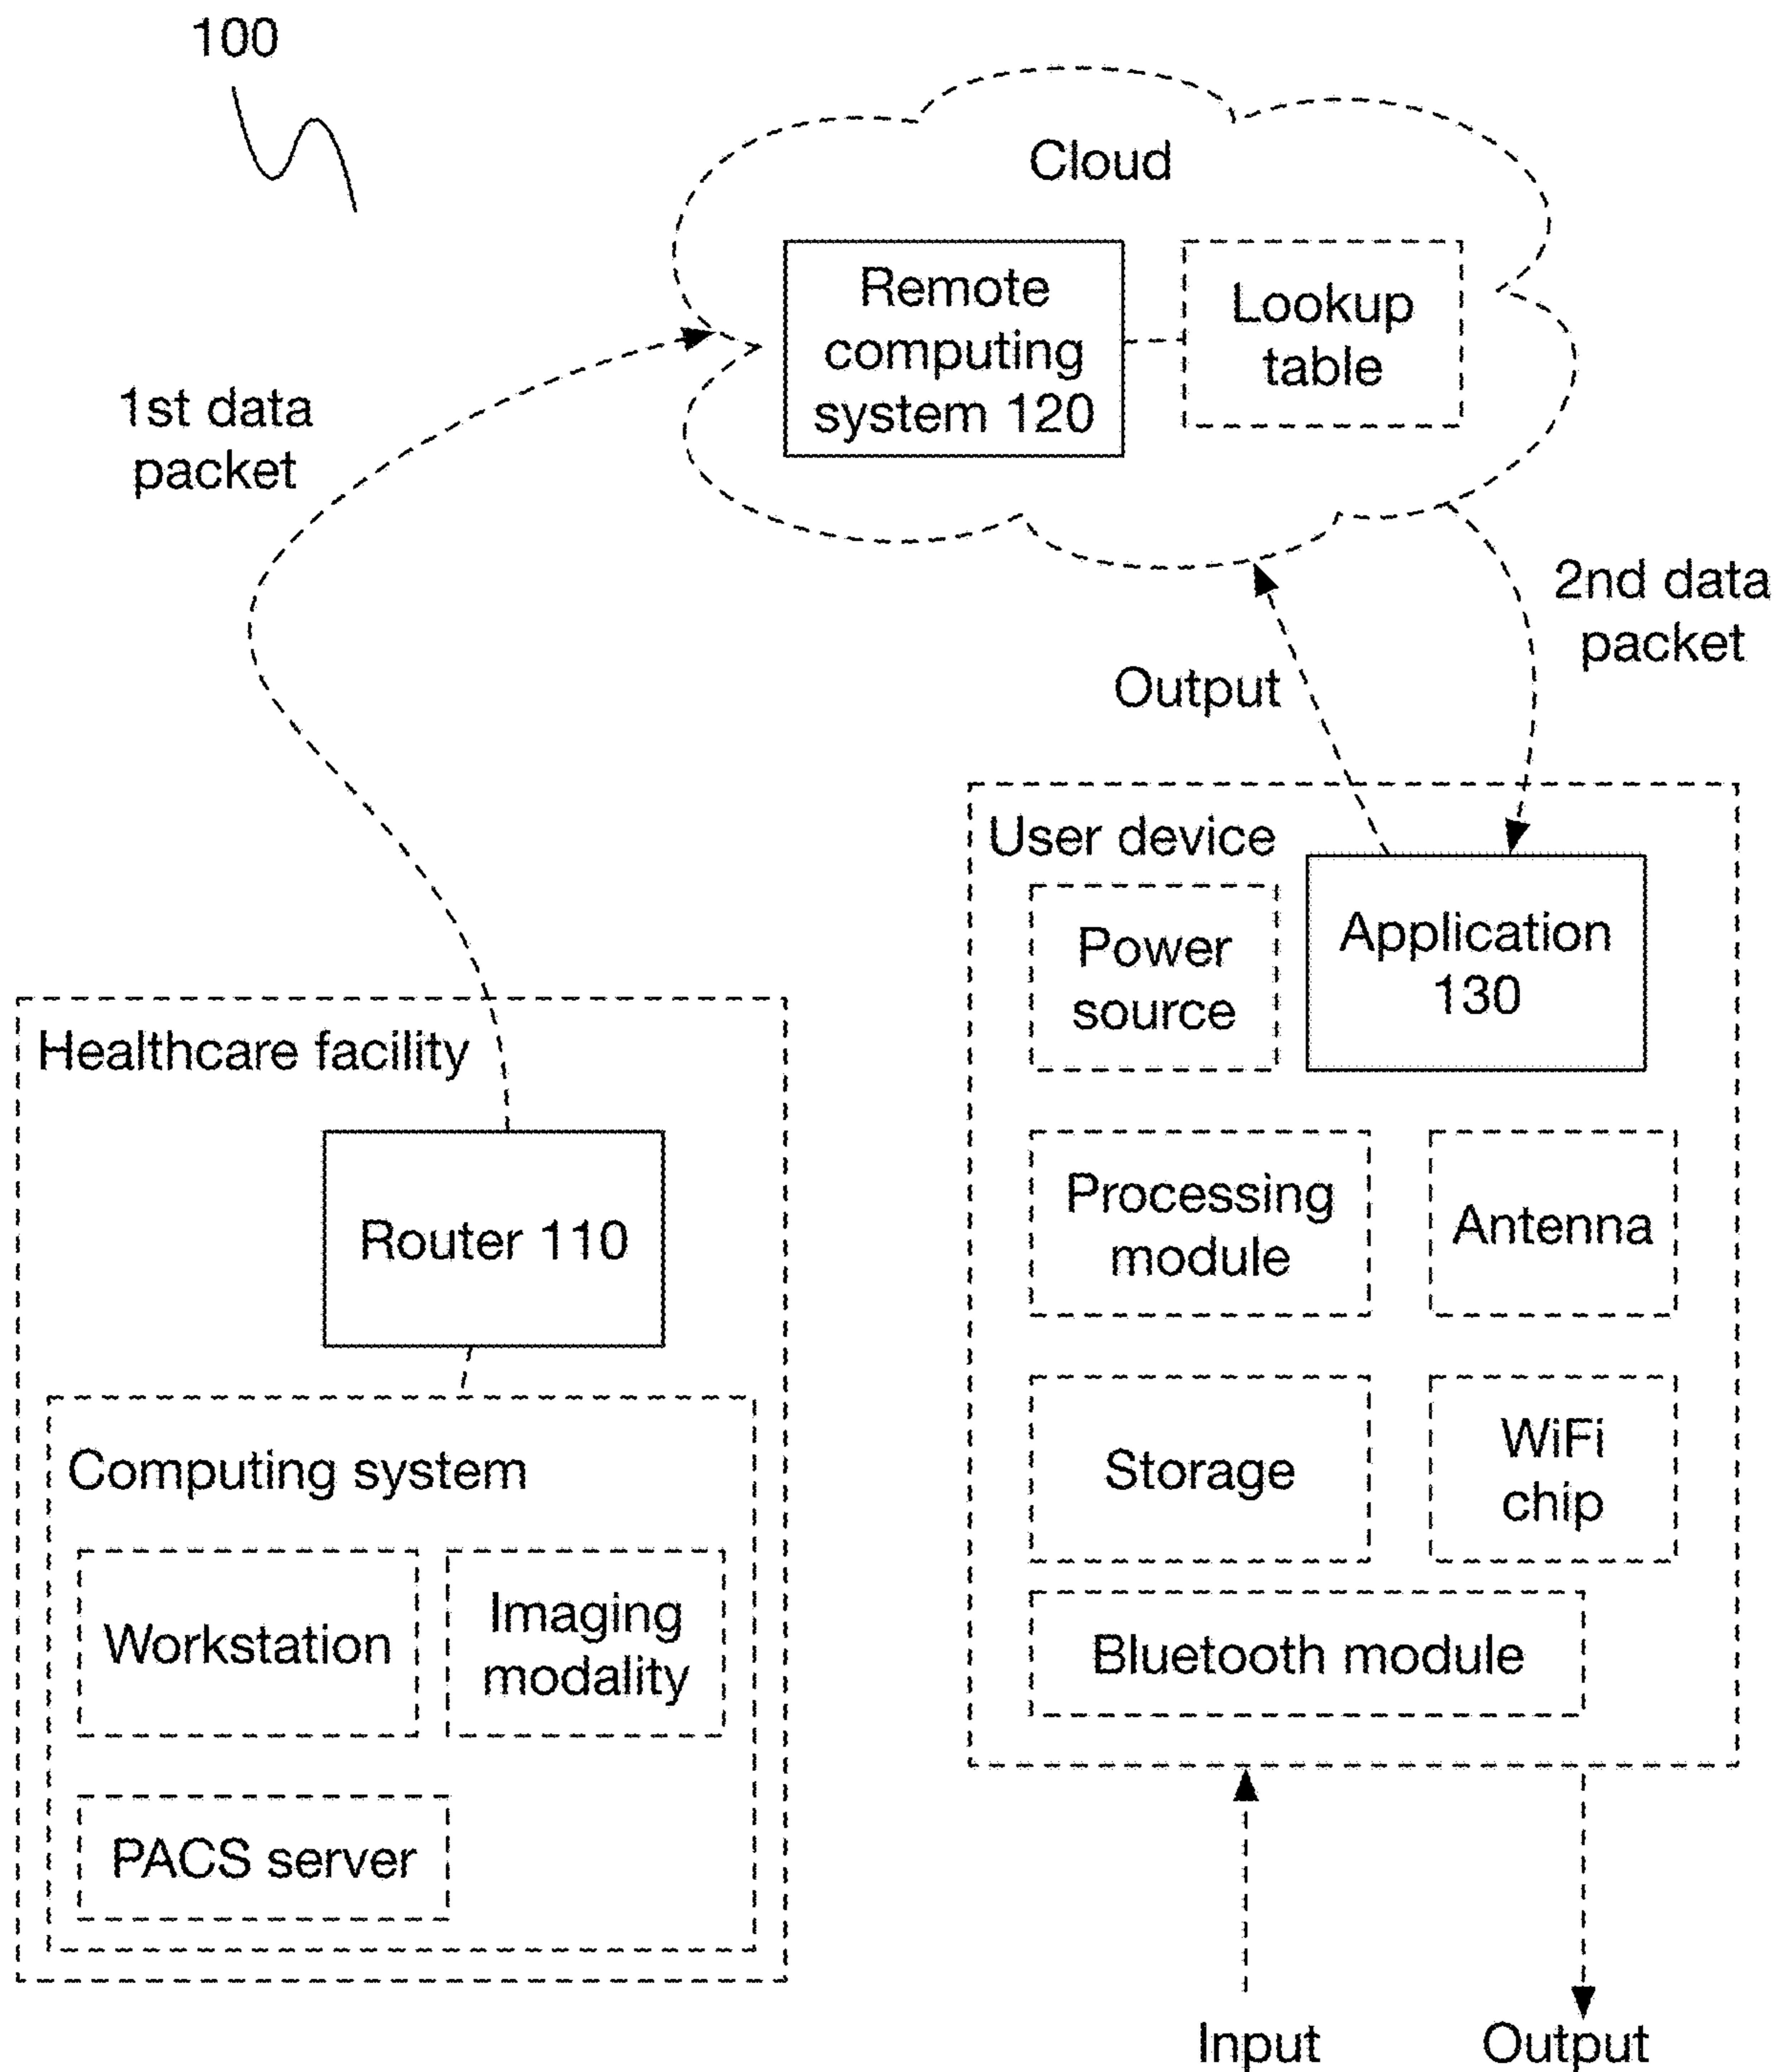 100
Cloud
Remote
computing
system 120
Lookup
table
1st data
packet
2nd data
packet
Output
User device
Power
source
Application
130
Healthcare facility
Router 110
Processing
module
Antenna
Computing system
Storage
WiFi
chip
Workstation
Imaging
modality
Bluetooth module
PACS server
Input
Output